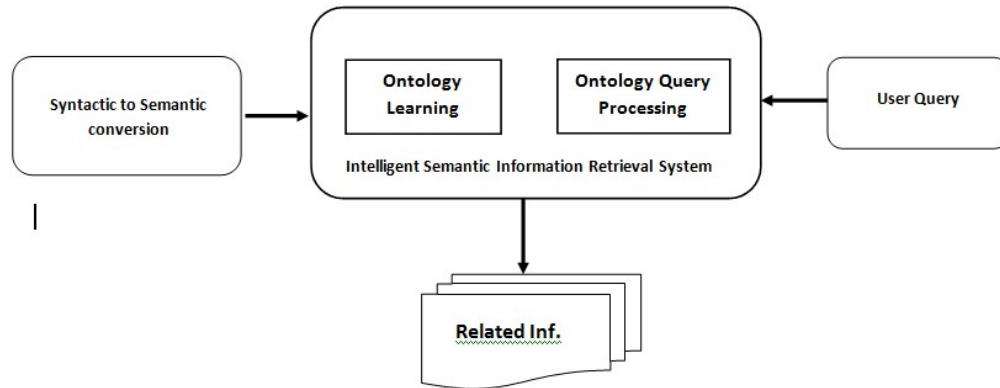 Syntactic to Semantic
conversion
Ontology
Learning
Ontology Query
Processing
Intelligent Semantic Information Retrieval System
User Query
Related Inf.